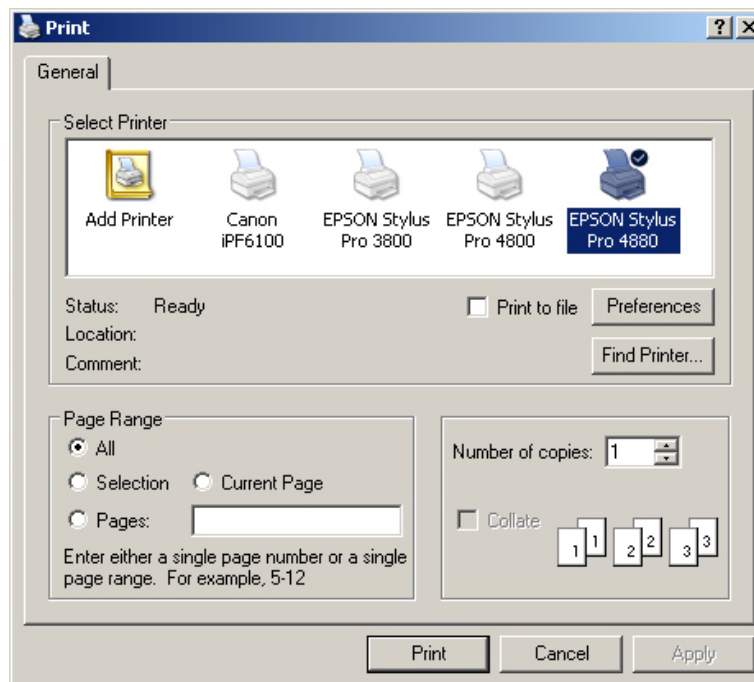 Print
General
Select Printer
Add Printer
Canon
iPF6100
EPSON Stylus
Pro 3800
EPSON Stylus
Pro 4800
EPSON Stylus
Pro 4880
Status: Ready
Print to file
Preferences
Location:
Comment:
Find Printer...
Page Range
All
Selection
Current Page
Pages:
Enter either a single page number or a single
page range. For example, 5-12
Number of copies: 1
Collate
1 1 2 2 3 3
Print
Cancel
Apply